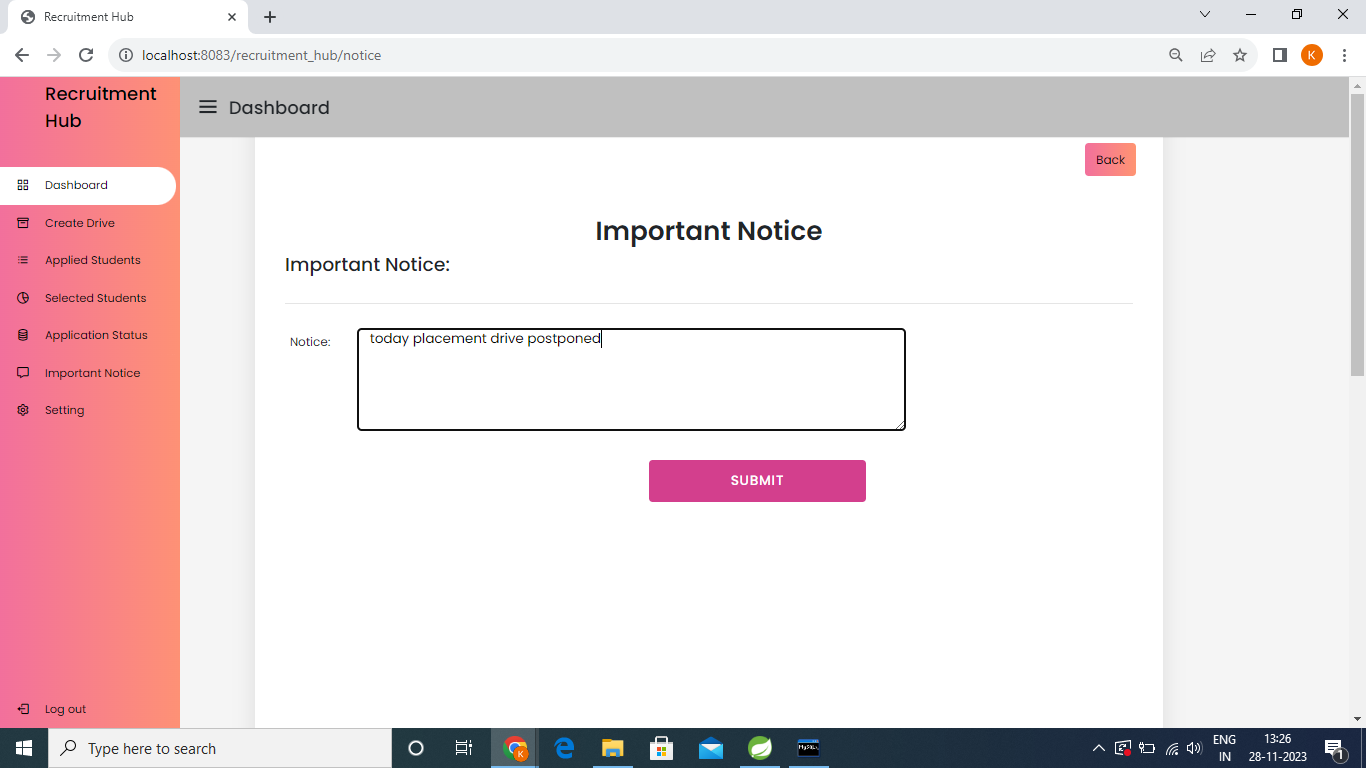 Recruitment Hub
localhost:8083/recruitment_hub/notice
K
Recruitment
Hub
Dashboard
Back
Dashboard
Create Drive
Applied Students
Selected Students
Application Status
Important Notice
Setting
Log out
Important Notice
Important Notice:
Notice:
today placement drive postponed
SUBMIT
Type here to search
K
MySQL
ENG
IN
13:26
28-11-2023
1